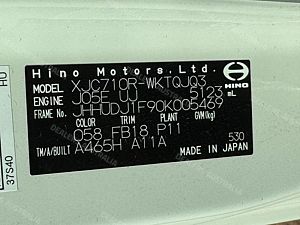 HU
37S40
Hino Motors,Ltd.
HINO
MODEL XJC710R-WKTQJQ3
ENGINE J05E UJ 5123 mL
FRAME No. JHHUDJ1F90K005469
COLOR TRIM PLANT GVM(kg)
058 FB18 P11
TM/A/BUILT A465H A11A 530
MADE IN JAPAN